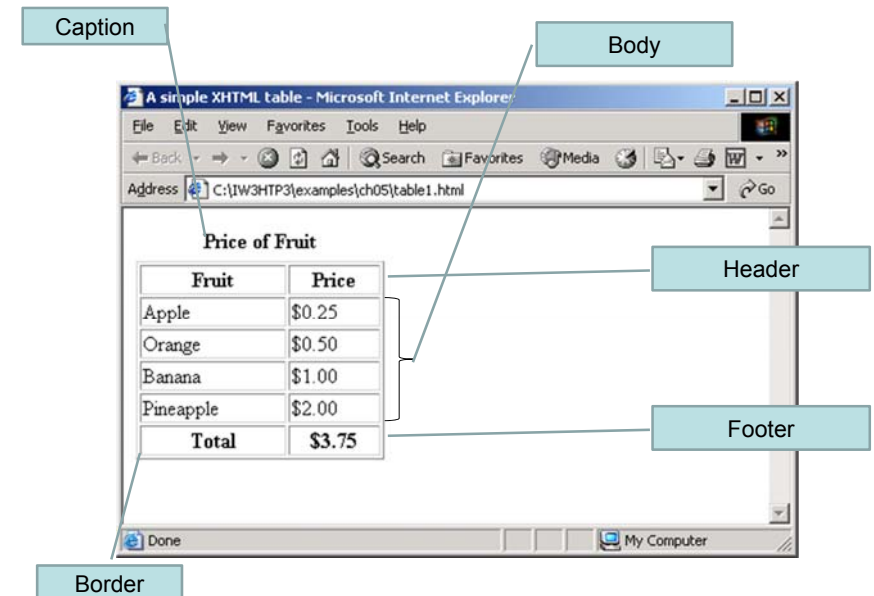 Caption
Body
A simple XHTML table - Microsoft Internet Explorer
File Edit View Favorites Tools Help
Back Search Favorites Media W »
Address C:\IW3HTP3\examples\ch05\table1.html Go
Price of Fruit
Fruit Price
Header
Apple $0.25
Orange $0.50
Banana $1.00
Pineapple $2.00
Total $3.75
Footer
Done My Computer
Border